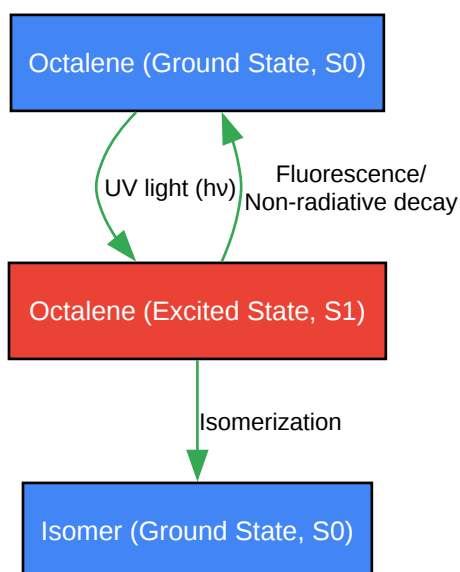 Octalene (Ground State, S0)
UV light (hν)
Fluorescence/
Non-radiative decay
Octalene (Excited State, S1)
Isomerization
Isomer (Ground State, S0)